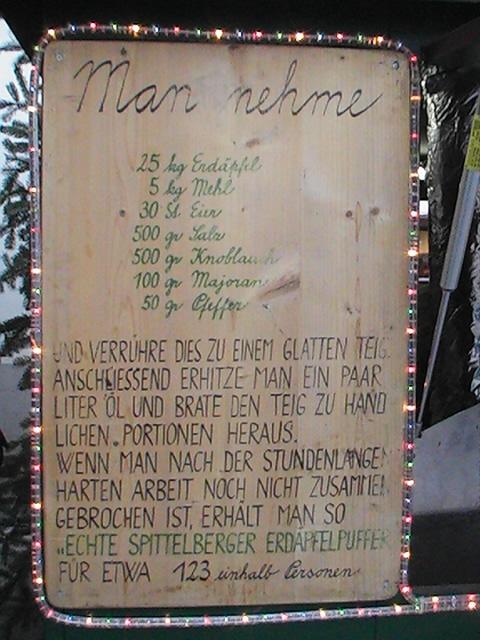 Man nehme
25 kg Erdäpfel
5 kg Mehl
30 St. Eier
500 gr Salz
500 gr Knoblauch
100 gr Majoran
50 gr Pfeffer
UND VERRÜHRE DIES ZU EINEM GLATTEN TEIG.
ANSCHLIESSEND ERHITZE MAN EIN PAAR
LITER ÖL UND BRATE DEN TEIG ZU HAND
LICHEN PORTIONEN HERAUS.
WENN MAN NACH DER STUNDENLANGEN
HARTEN ARBEIT NOCH NICHT ZUSAMMEN
GEBROCHEN IST, ERHÄLT MAN SO
„ECHTE SPITTELBERGER ERDÄPFELPUFFER
FÜR ETWA 123 einhalb Personen